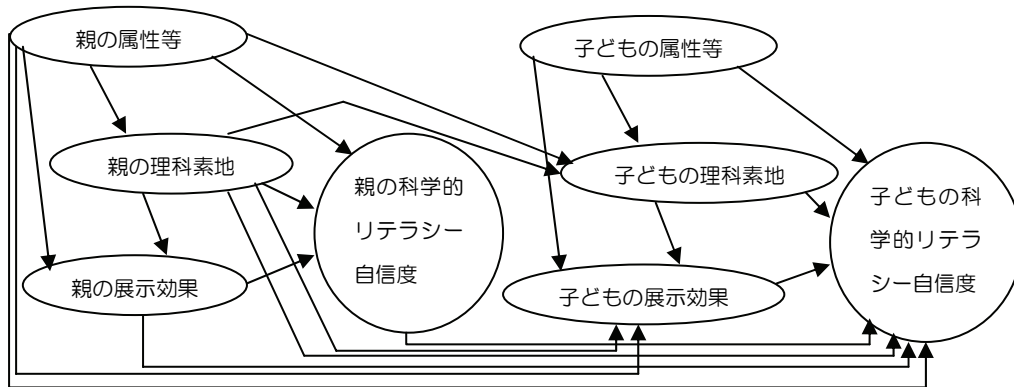 親の属性等
子どもの属性等
親の理科素地
子どもの理科素地
親の科学的
リテラシー
自信度
子どもの科
学的リテラ
シー自信度
親の展示効果
子どもの展示効果